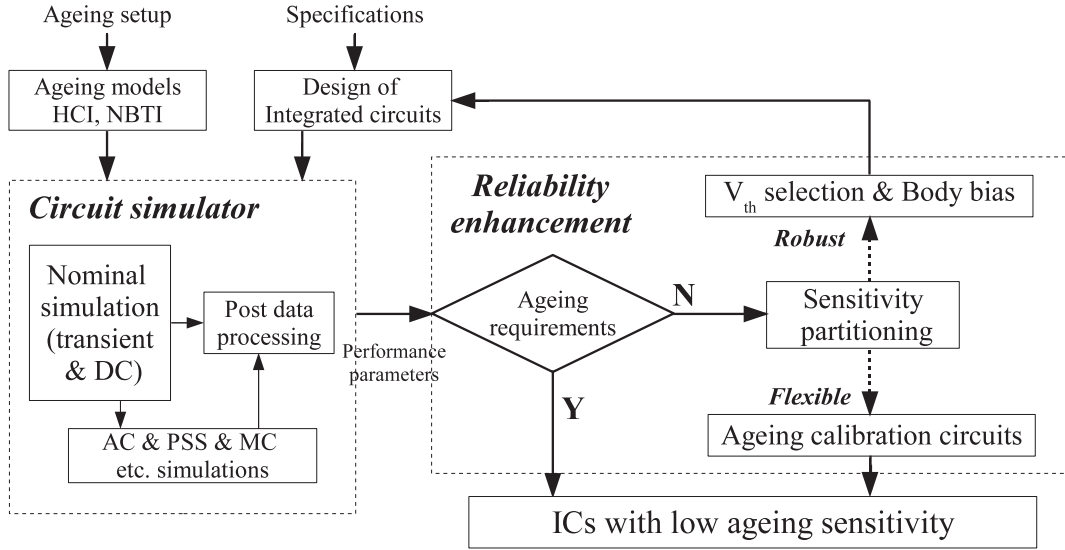 Ageing setup
Specifications
Ageing models
HCI, NBTI
Design of
Integrated circuits
Circuit simulator
Nominal
simulation
(transient
& DC)
Post data
processing
AC & PSS & MC
etc. simulations
Performance
parameters
Reliability
enhancement
Ageing
requirements
N
Y
Vth selection & Body bias
Robust
Sensitivity
partitioning
Flexible
Ageing calibration circuits
ICs with low ageing sensitivity